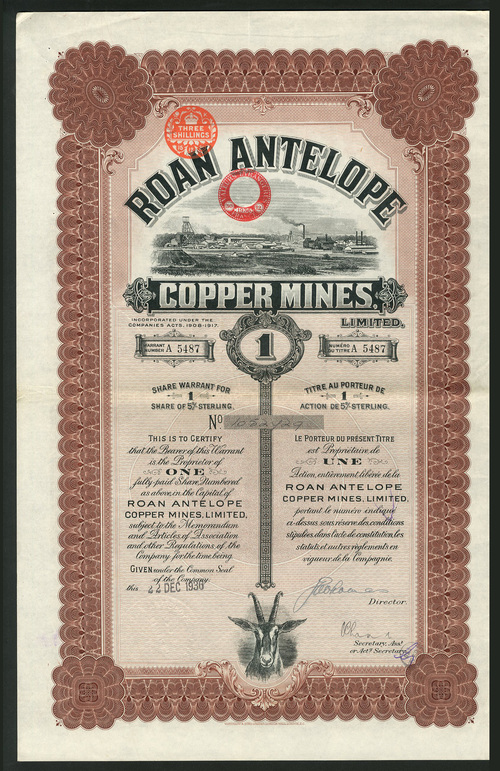 THREE
SHILLINGS
ROAN ANTELOPE
COPPER MINES,
INCORPORATED UNDER THE
COMPANIES ACTS, 1908-1917.
LIMITED.
WARRANT
NUMBER A 5487
1
NUMÉRO
DU TITRE A 5487
SHARE WARRANT FOR
1
SHARE OF 5/- STERLING.
TITRE AU PORTEUR DE
1
ACTION DE 5/- STERLING.
No
THIS IS TO CERTIFY
that the Bearer of this Warrant
is the Proprietor of
ONE
fully paid Share, Numbered
as above, in the Capital of
ROAN ANTELOPE
COPPER MINES, LIMITED,
subject to the Memorandum
and Articles of Association
and other Regulations of the
Company for the time being.
GIVEN under the Common Seal
of the Company
this 22 DEC 1936
LE PORTEUR DU PRÉSENT TITRE
est Propriétaire de
UNE
Action, entièrement libérée de la
ROAN ANTELOPE
COPPER MINES, LIMITED,
portant le numéro indiqué
ci-dessus sous réserve des conditions
stipulées dans l'acte de constitution, les
statuts et autres règlements en
vigueur de la Compagnie.
Director.
Secretary, Asst
or Actg Secretary